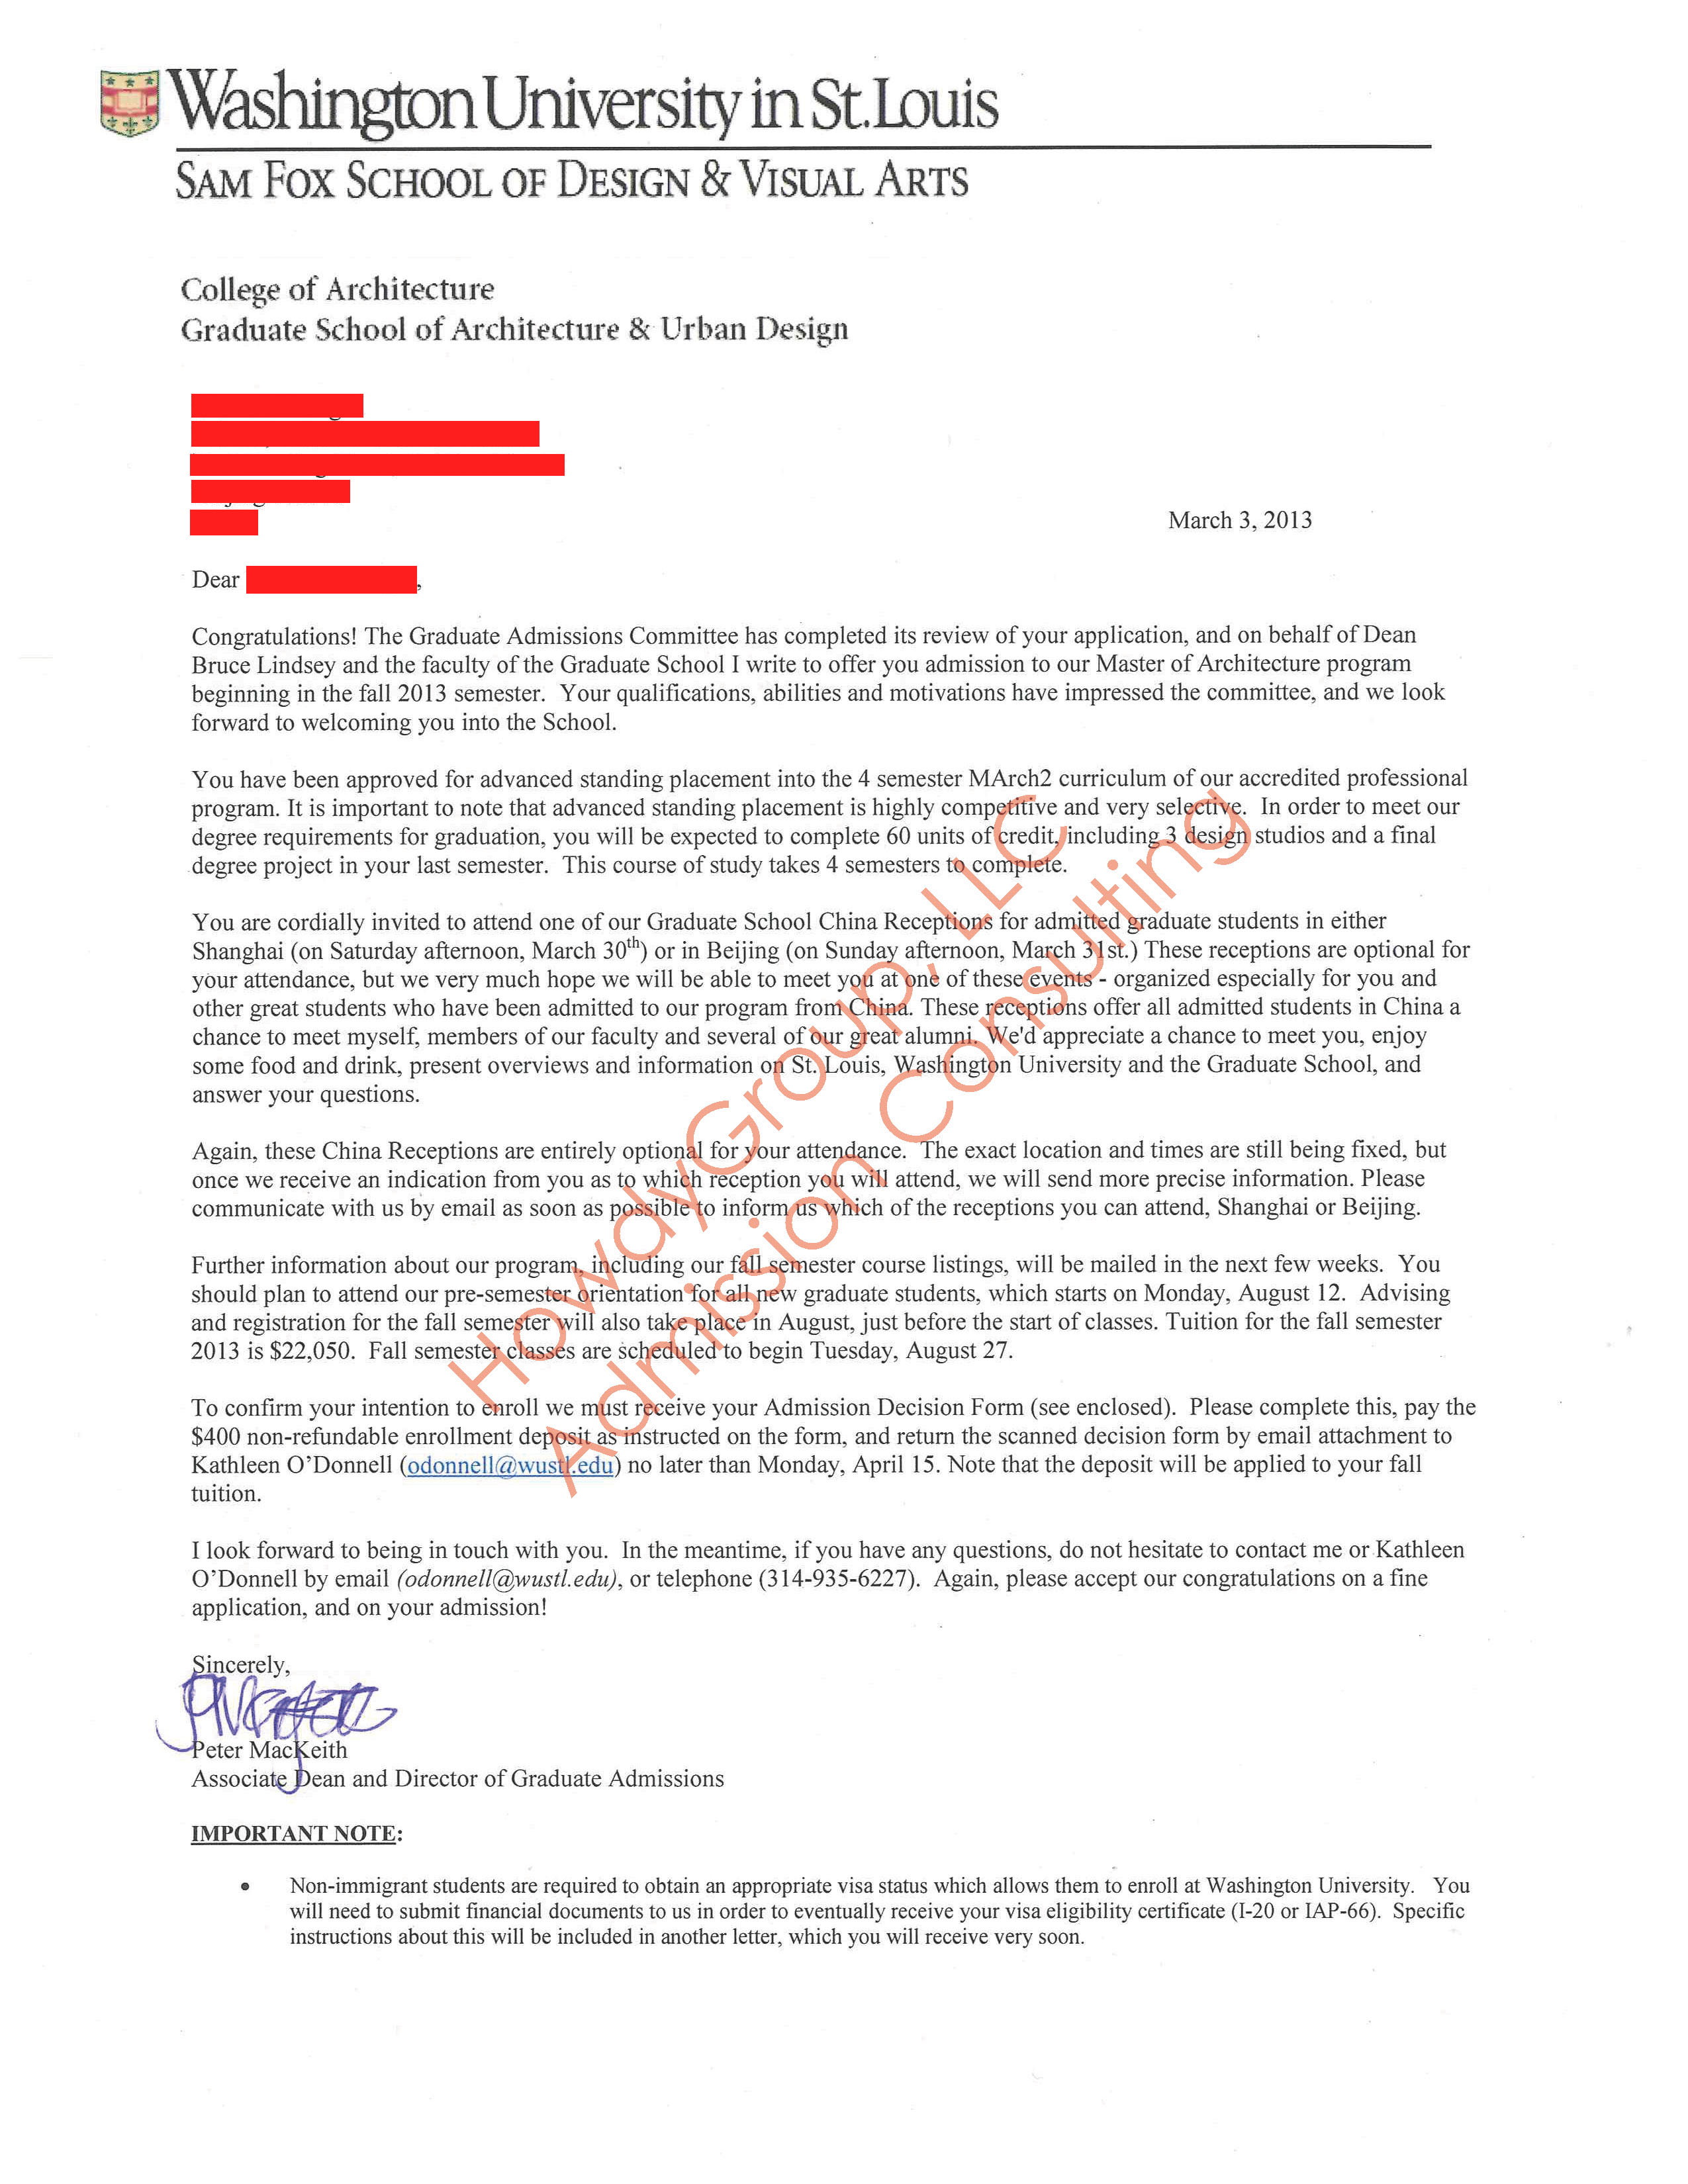 Washington University in St. Louis
SAM FOX SCHOOL OF DESIGN & VISUAL ARTS
College of Architecture
Graduate School of Architecture & Urban Design
March 3, 2013
Dear ,
Congratulations! The Graduate Admissions Committee has completed its review of your application, and on behalf of Dean
Bruce Lindsey and the faculty of the Graduate School I write to offer you admission to our Master of Architecture program
beginning in the fall 2013 semester. Your qualifications, abilities and motivations have impressed the committee, and we look
forward to welcoming you into the School.
You have been approved for advanced standing placement into the 4 semester MArch2 curriculum of our accredited professional
program. It is important to note that advanced standing placement is highly competitive and very selective. In order to meet our
degree requirements for graduation, you will be expected to complete 60 units of credit, including 3 design studios and a final
degree project in your last semester. This course of study takes 4 semesters to complete.
You are cordially invited to attend one of our Graduate School China Receptions for admitted graduate students in either
Shanghai (on Saturday afternoon, March 30th) or in Beijing (on Sunday afternoon, March 31st.) These receptions are optional for
your attendance, but we very much hope we will be able to meet you at one of these events - organized especially for you and
other great students who have been admitted to our program from China. These receptions offer all admitted students in China a
chance to meet myself, members of our faculty and several of our great alumni. We'd appreciate a chance to meet you, enjoy
some food and drink, present overviews and information on St. Louis, Washington University and the Graduate School, and
answer your questions.
Again, these China Receptions are entirely optional for your attendance. The exact location and times are still being fixed, but
once we receive an indication from you as to which reception you will attend, we will send more precise information. Please
communicate with us by email as soon as possible to inform us which of the receptions you can attend, Shanghai or Beijing.
Further information about our program, including our fall semester course listings, will be mailed in the next few weeks. You
should plan to attend our pre-semester orientation for all new graduate students, which starts on Monday, August 12. Advising
and registration for the fall semester will also take place in August, just before the start of classes. Tuition for the fall semester
2013 is $22,050. Fall semester classes are scheduled to begin Tuesday, August 27.
To confirm your intention to enroll we must receive your Admission Decision Form (see enclosed). Please complete this, pay the
$400 non-refundable enrollment deposit as instructed on the form, and return the scanned decision form by email attachment to
Kathleen O’Donnell (odonnell@wustl.edu) no later than Monday, April 15. Note that the deposit will be applied to your fall
tuition.
I look forward to being in touch with you. In the meantime, if you have any questions, do not hesitate to contact me or Kathleen
O’Donnell by email (odonnell@wustl.edu), or telephone (314-935-6227). Again, please accept our congratulations on a fine
application, and on your admission!
Sincerely,
Peter MacKeith
Associate Dean and Director of Graduate Admissions
IMPORTANT NOTE:
• Non-immigrant students are required to obtain an appropriate visa status which allows them to enroll at Washington University. You
will need to submit financial documents to us in order to eventually receive your visa eligibility certificate (I-20 or IAP-66). Specific
instructions about this will be included in another letter, which you will receive very soon.
HowdyGroup, LLC
Admission Consulting